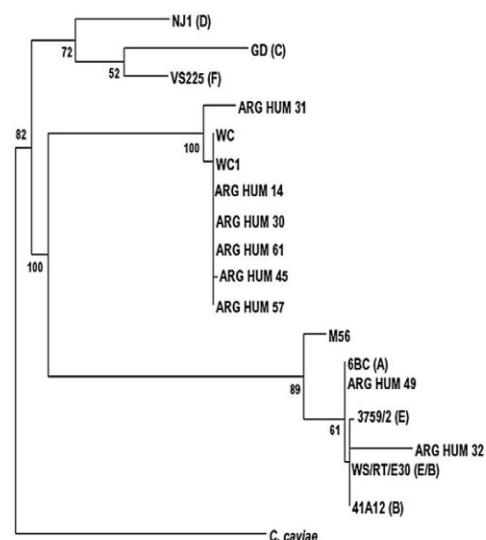 NJ1 (D)
GD (C)
72
52
VS225 (F)
ARG HUM 31
82
WC
100
WC1
ARG HUM 14
ARG HUM 30
ARG HUM 61
100
ARG HUM 45
ARG HUM 57
M56
6BC (A)
89
ARG HUM 49
3759/2 (E)
61
ARG HUM 32
WS/RT/E30 (E/B)
41A12 (B)
C. caviae